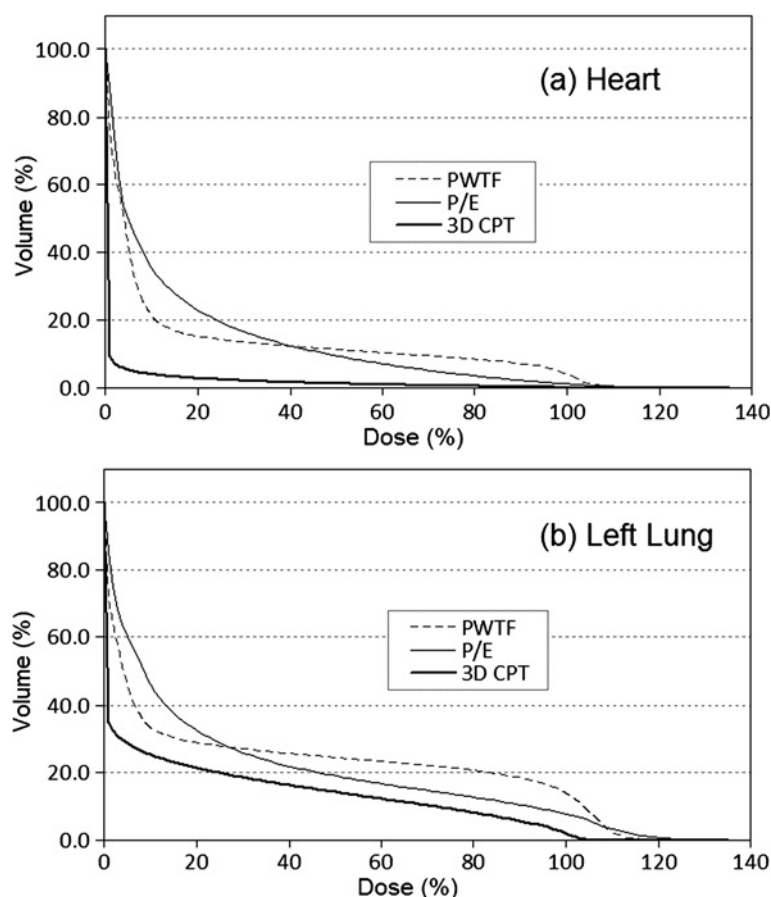 (a) Heart
Volume (%)
100.0
80.0
60.0
40.0
20.0
0.0
PWTF
P/E
3D CPT
0 20 40 60 80 100 120 140
Dose (%)
(b) Left Lung
Volume (%)
100.0
80.0
60.0
40.0
20.0
0.0
PWTF
P/E
3D CPT
0 20 40 60 80 100 120 140
Dose (%)